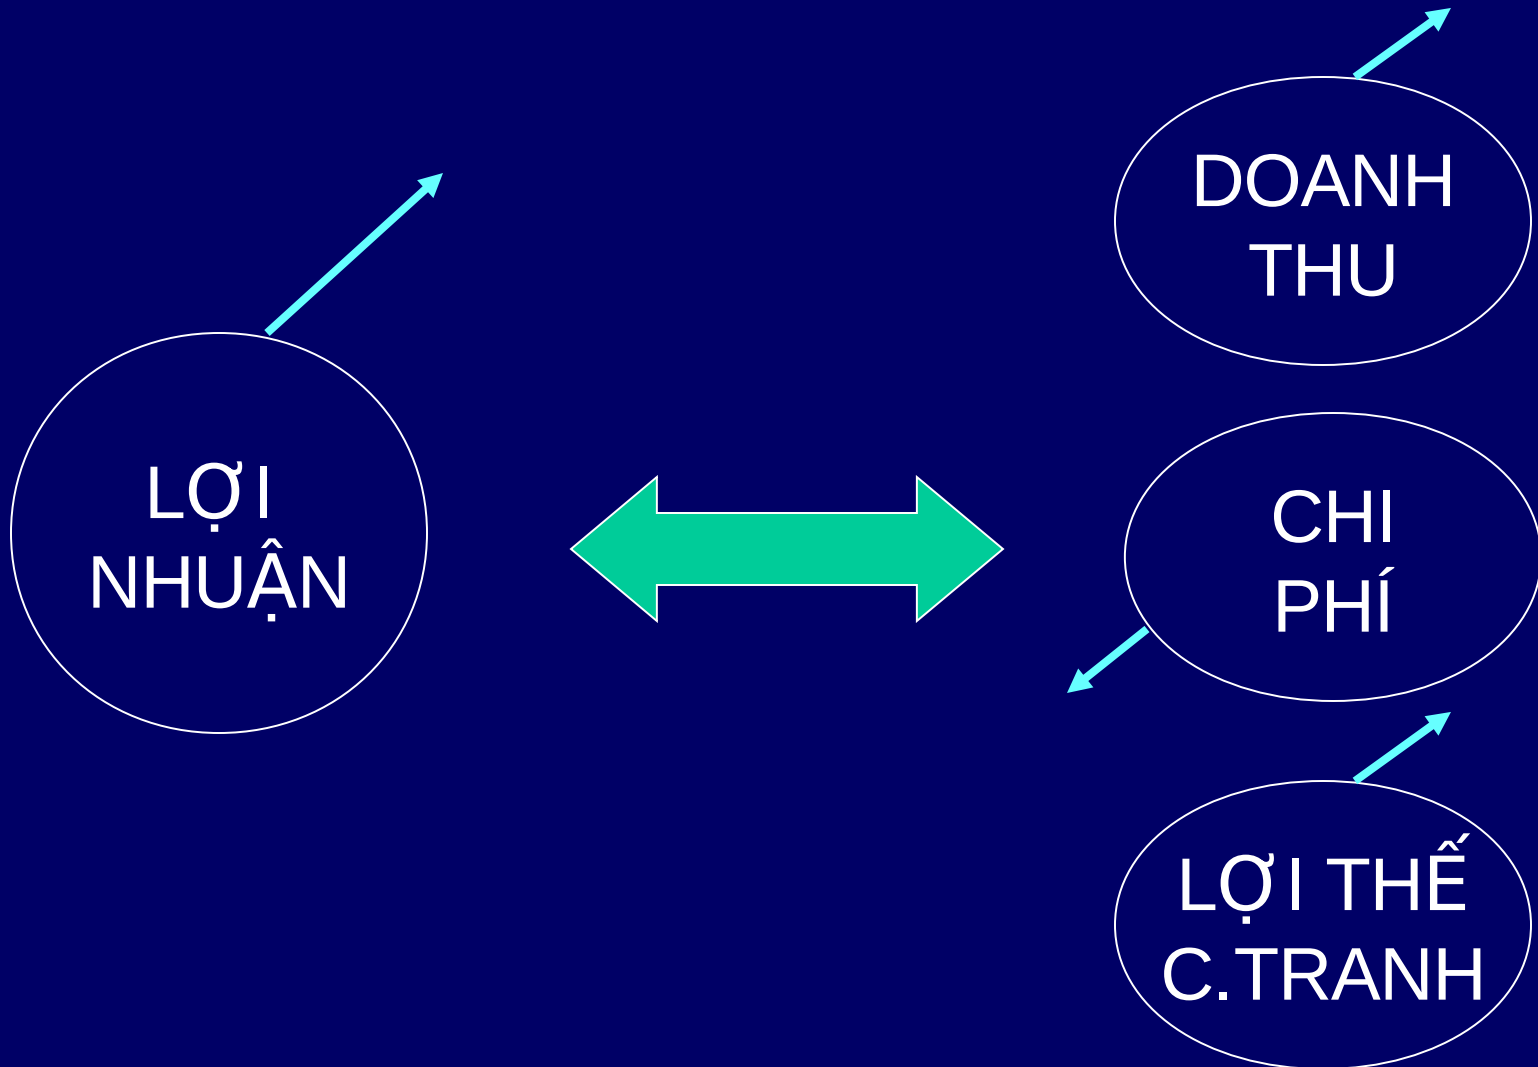 LỢI
NHUẬN
DOANH
THU
CHI
PHÍ
LỢI THẾ
C.TRANH